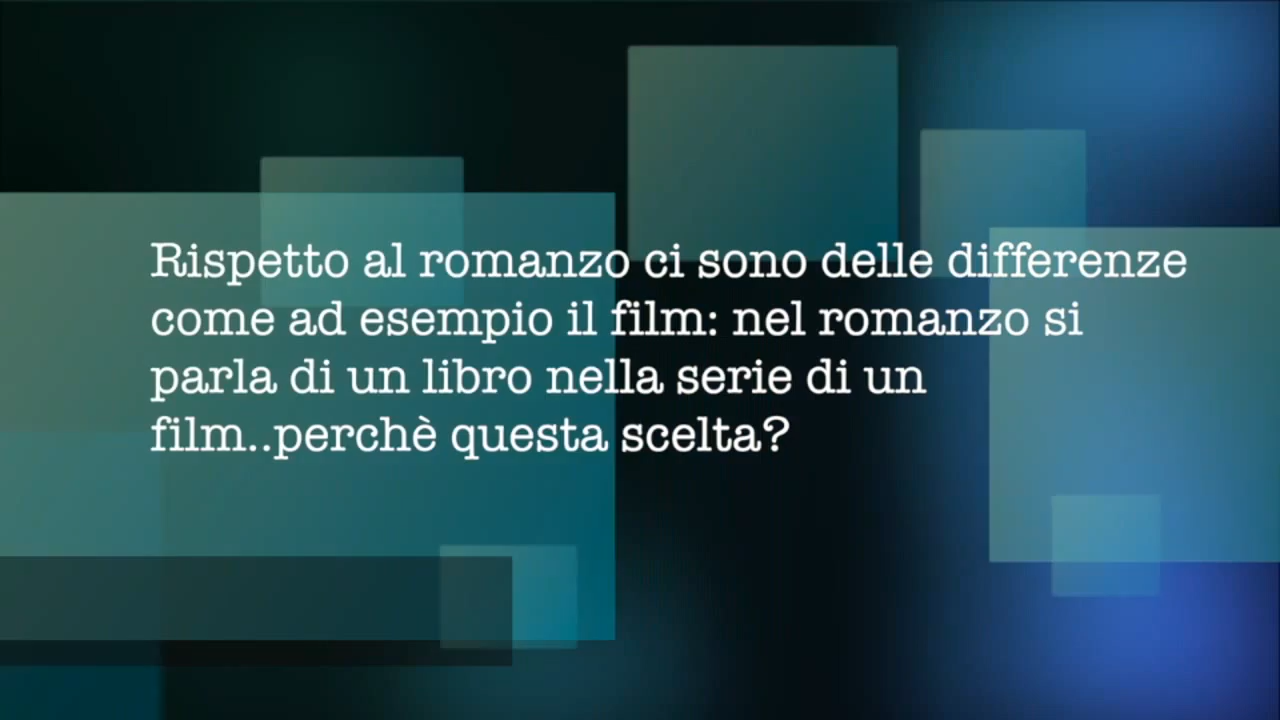 Rispetto al romanzo ci sono delle differenze
come ad esempio il film: nel romanzo si
parla di un libro nella serie di un
film..perchè questa scelta?